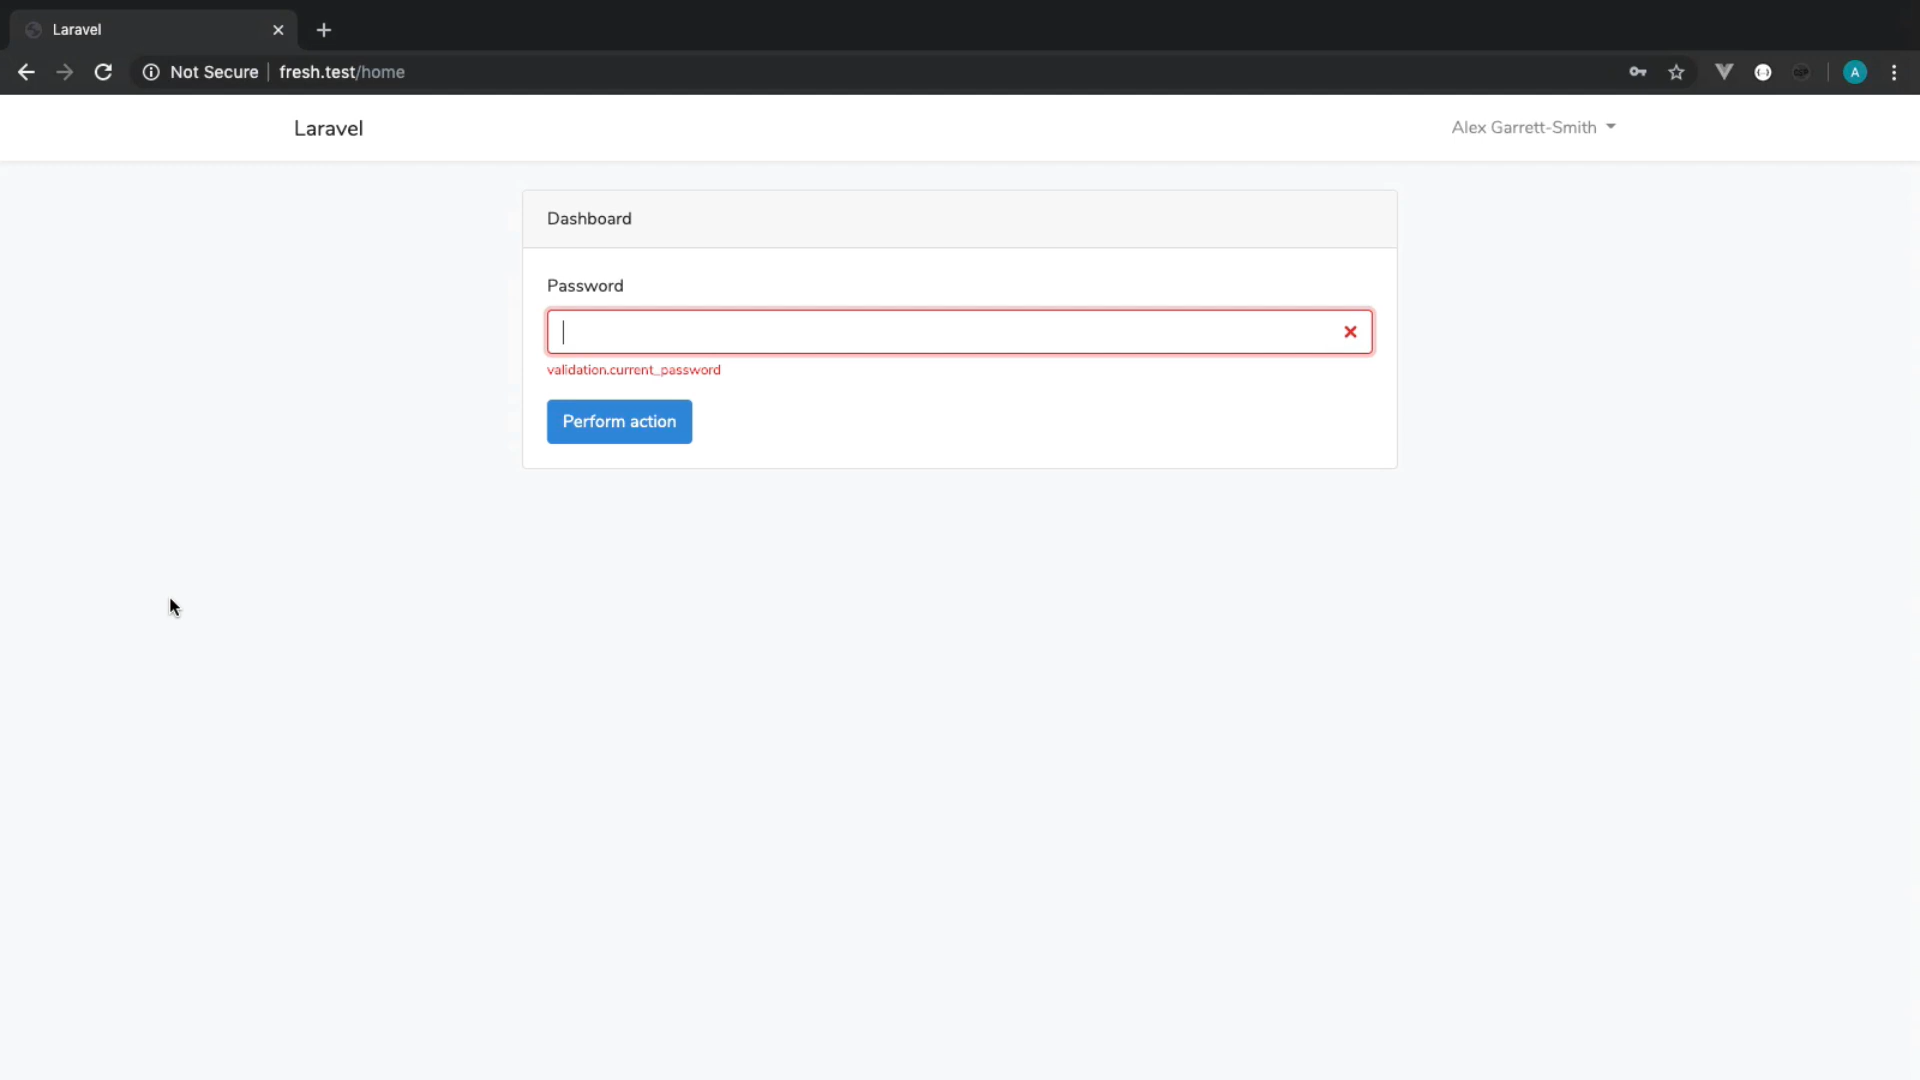 Laravel
Not Secure | fresh.test/home
A
Laravel
Alex Garrett-Smith
Dashboard
Password
validation.current_password
Perform action